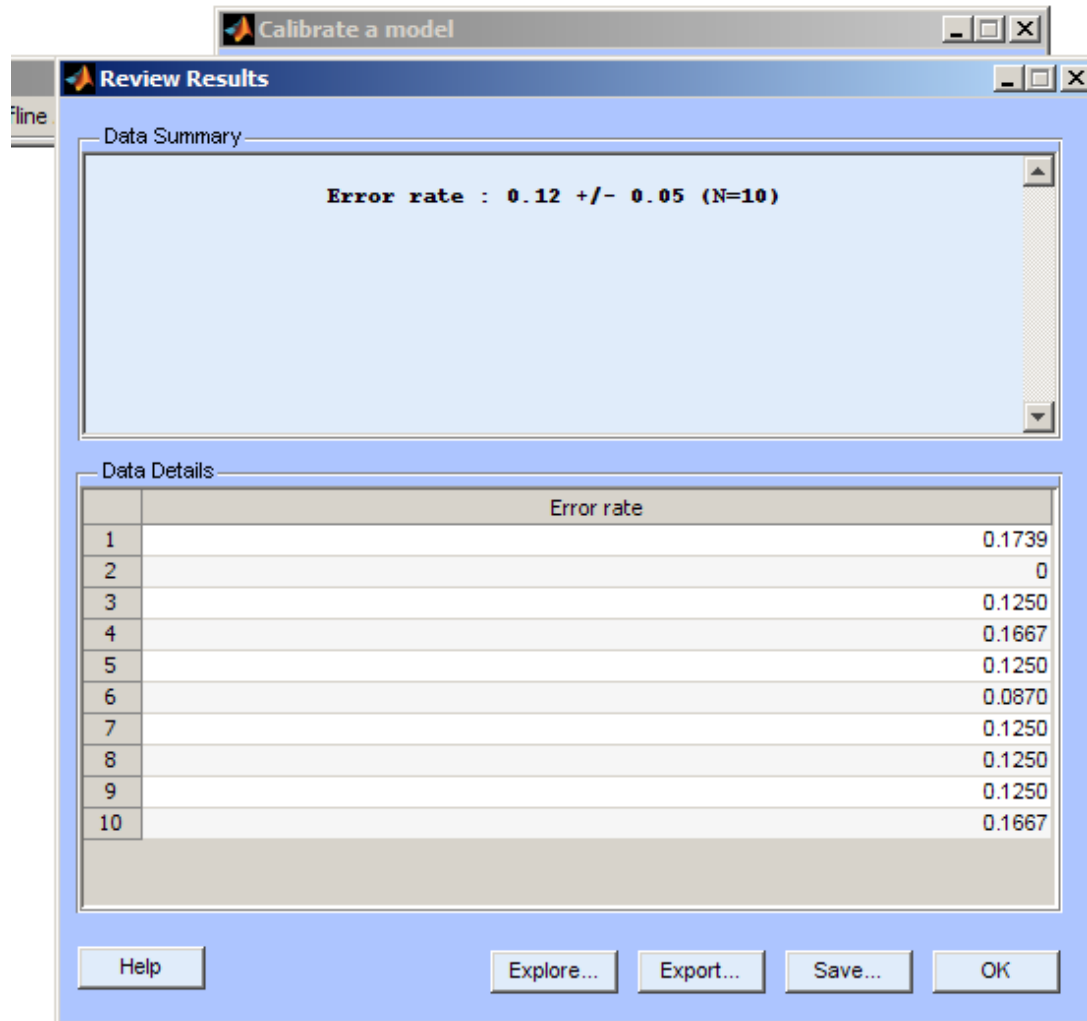 Calibrate a model
Review Results
fline
Data Summary
Error rate : 0.12 +/- 0.05 (N=10)
Data Details
Error rate
1 0.1739
2 0
3 0.1250
4 0.1667
5 0.1250
6 0.0870
7 0.1250
8 0.1250
9 0.1250
10 0.1667
Help Explore... Export... Save... OK